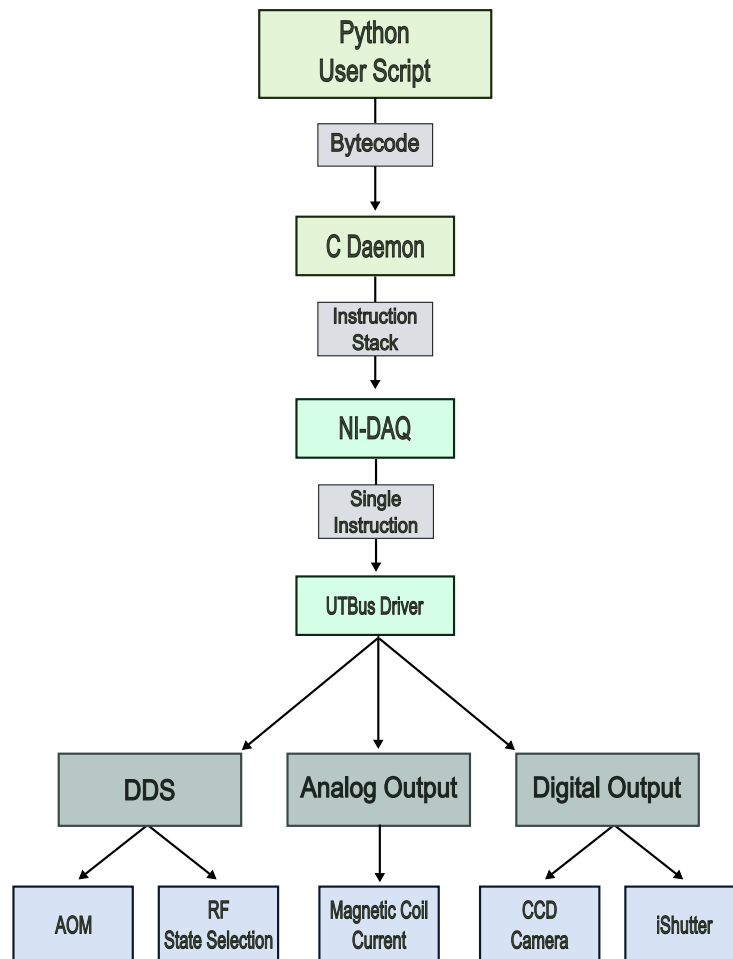 Python
User Script
Bytecode
C Daemon
Instruction
Stack
NI-DAQ
Single
Instruction
UTBus Driver
DDS
Analog Output
Digital Output
AOM
RF
State Selection
Magnetic Coil
Current
CCD
Camera
iShutter